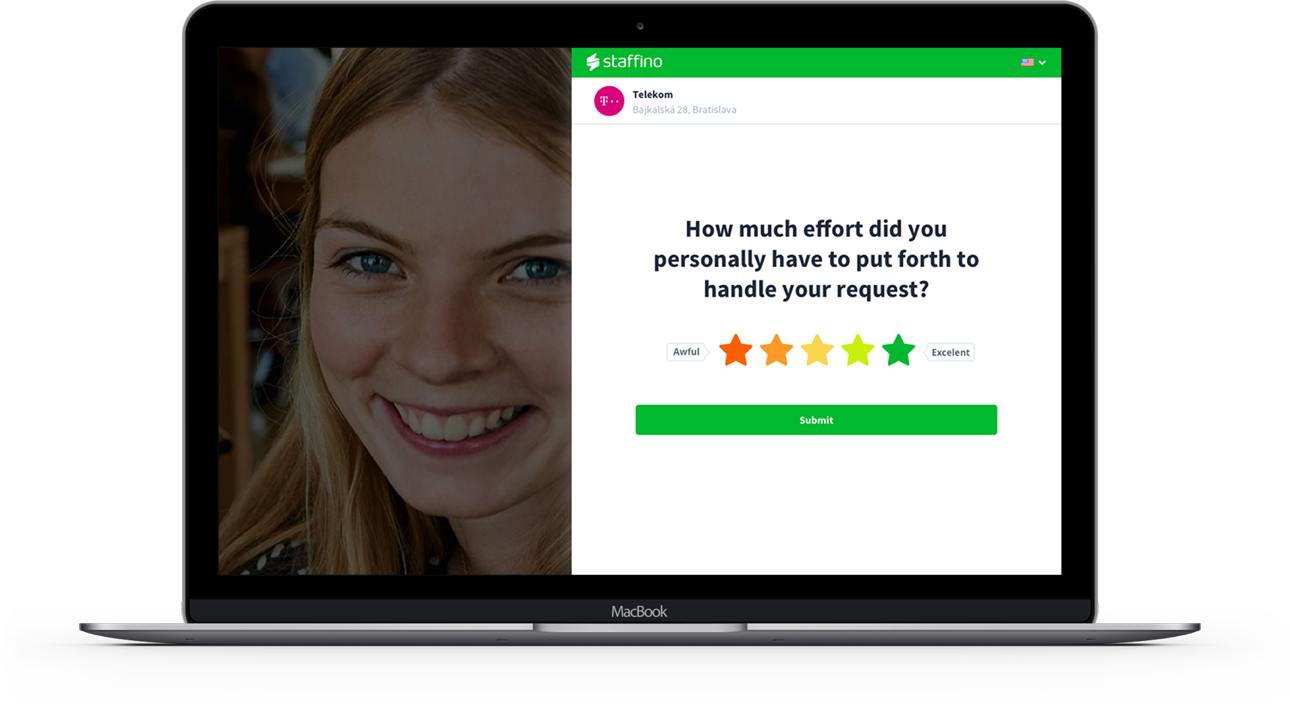 staffino
T
Telekom
Bajkalská 28, Bratislava
How much effort did you
personally have to put forth to
handle your request?
Awful
Excelent
Submit
MacBook